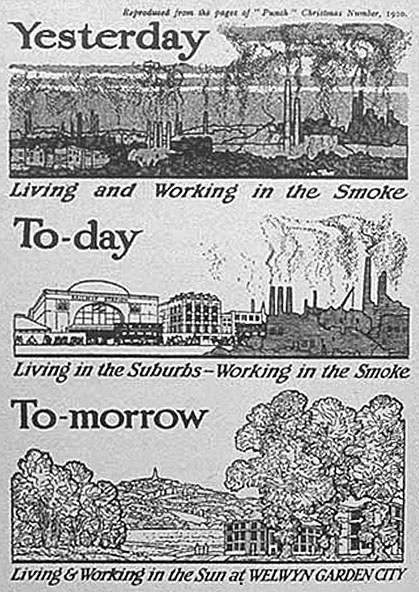 Reproduced from the pages of "Punch" Christmas Number, 1920.
Yesterday
Living and Working in the Smoke
To-day
Living in the Suburbs – Working in the Smoke
To-morrow
Living & Working in the Sun at WELWYN GARDEN CITY